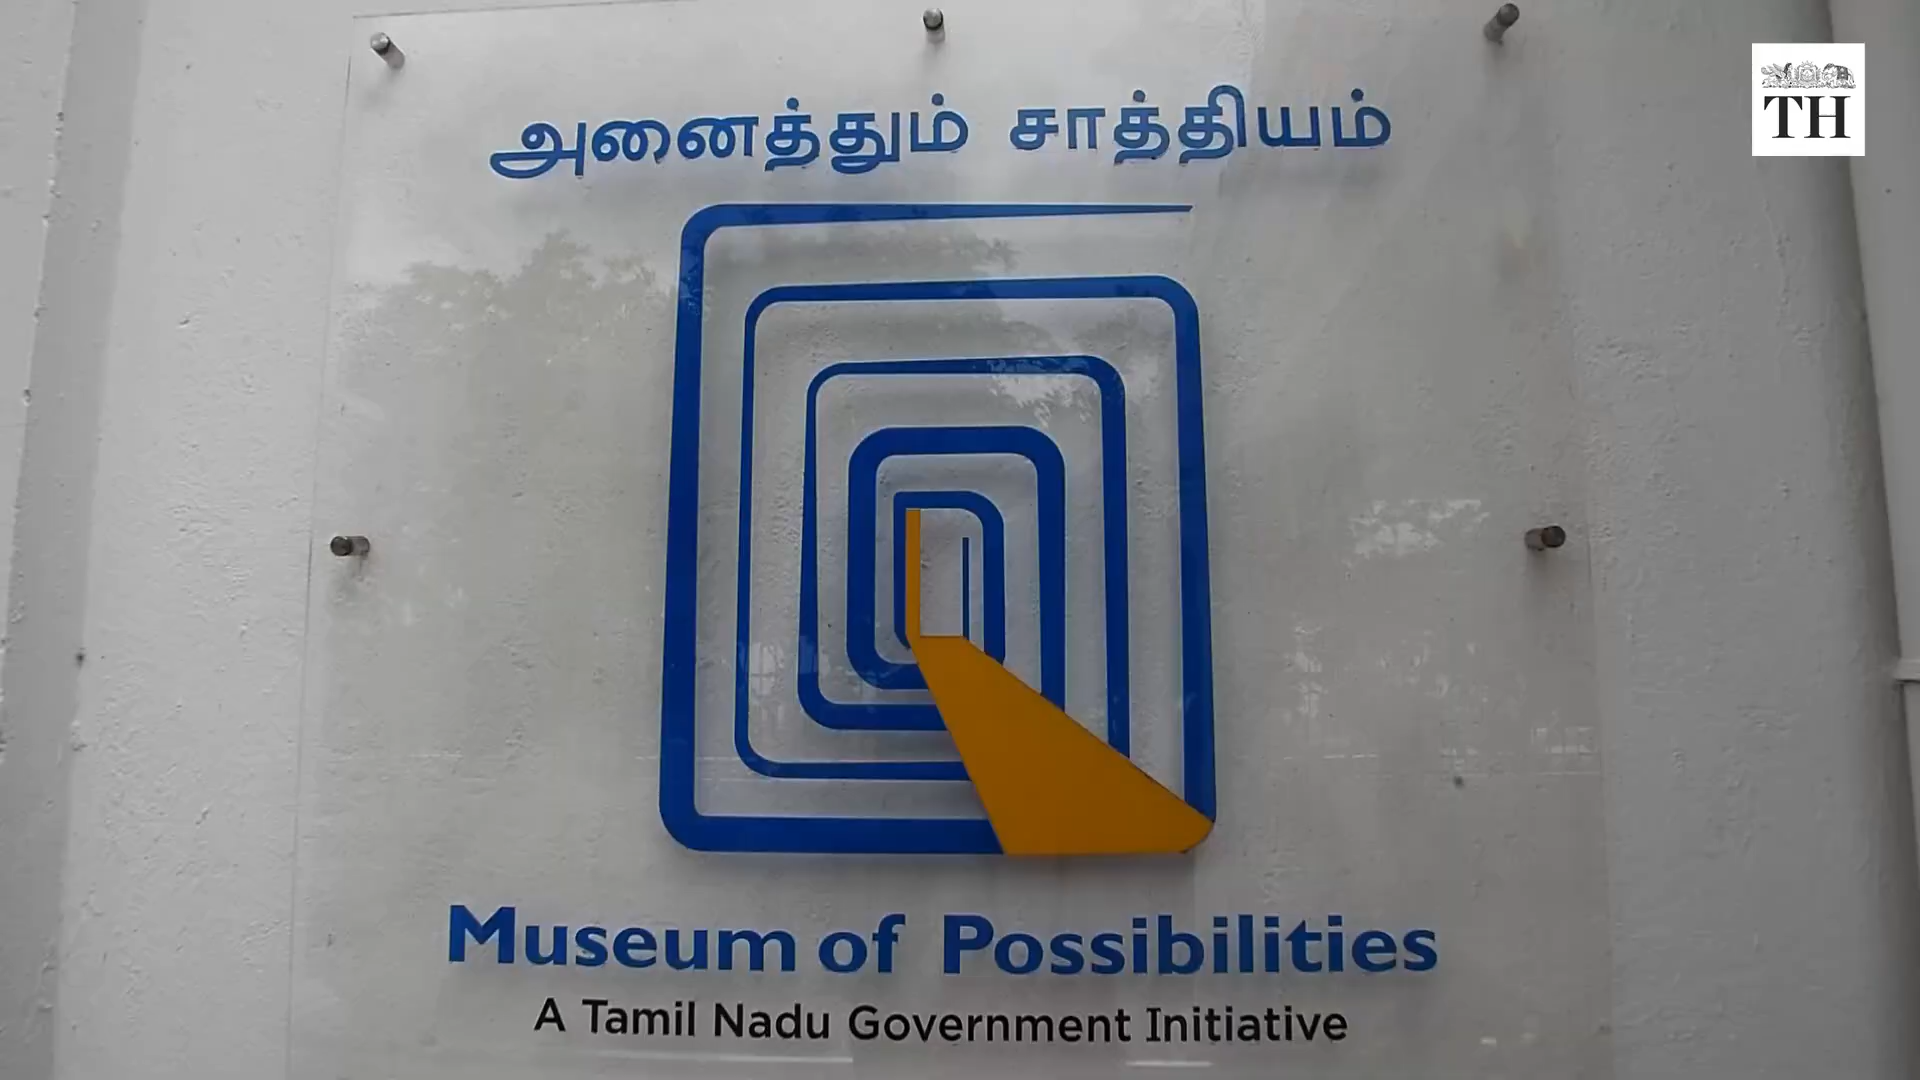 அனைத்தும் சாத்தியம்
TH
Museum of Possibilities
A Tamil Nadu Government Initiative